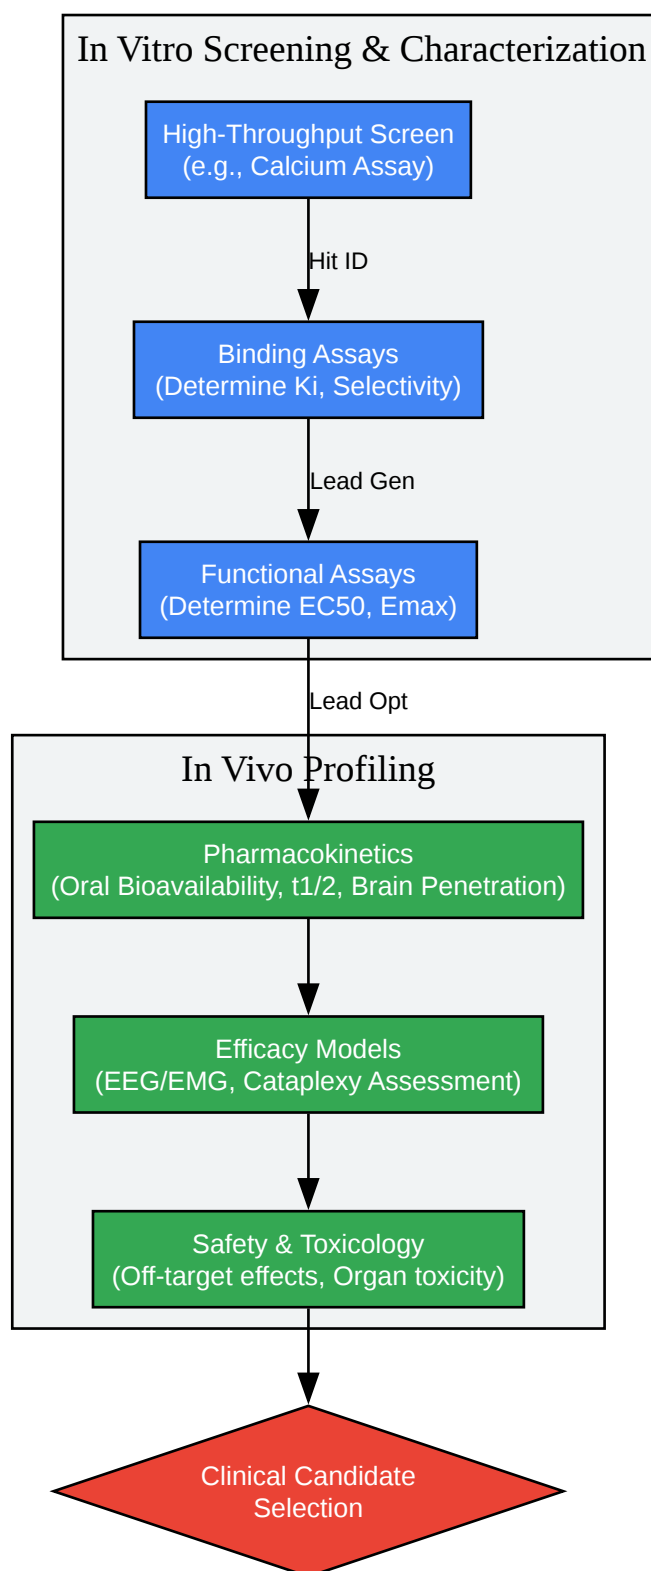 In Vitro Screening & Characterization
High-Throughput Screen
(e.g., Calcium Assay)
Hit ID
Binding Assays
(Determine Ki, Selectivity)
Lead Gen
Functional Assays
(Determine EC50, Emax)
Lead Opt
In Vivo Profiling
Pharmacokinetics
(Oral Bioavailability, t1/2, Brain Penetration)
Efficacy Models
(EEG/EMG, Cataplexy Assessment)
Safety & Toxicology
(Off-target effects, Organ toxicity)
Clinical Candidate
Selection